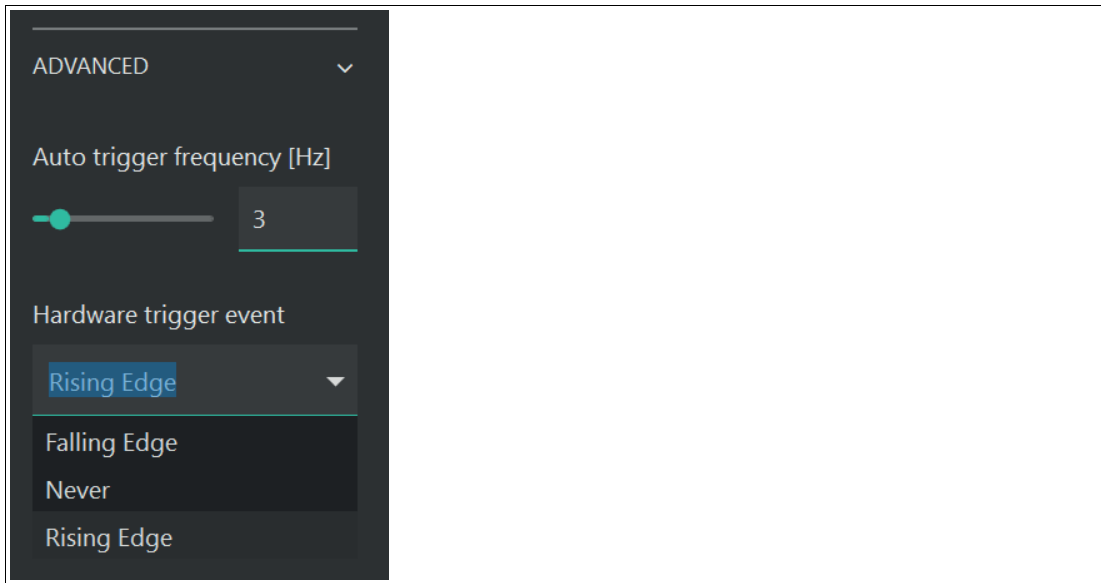 ADVANCED
Auto trigger frequency [Hz]
3
Hardware trigger event
Rising Edge
Falling Edge
Never
Rising Edge